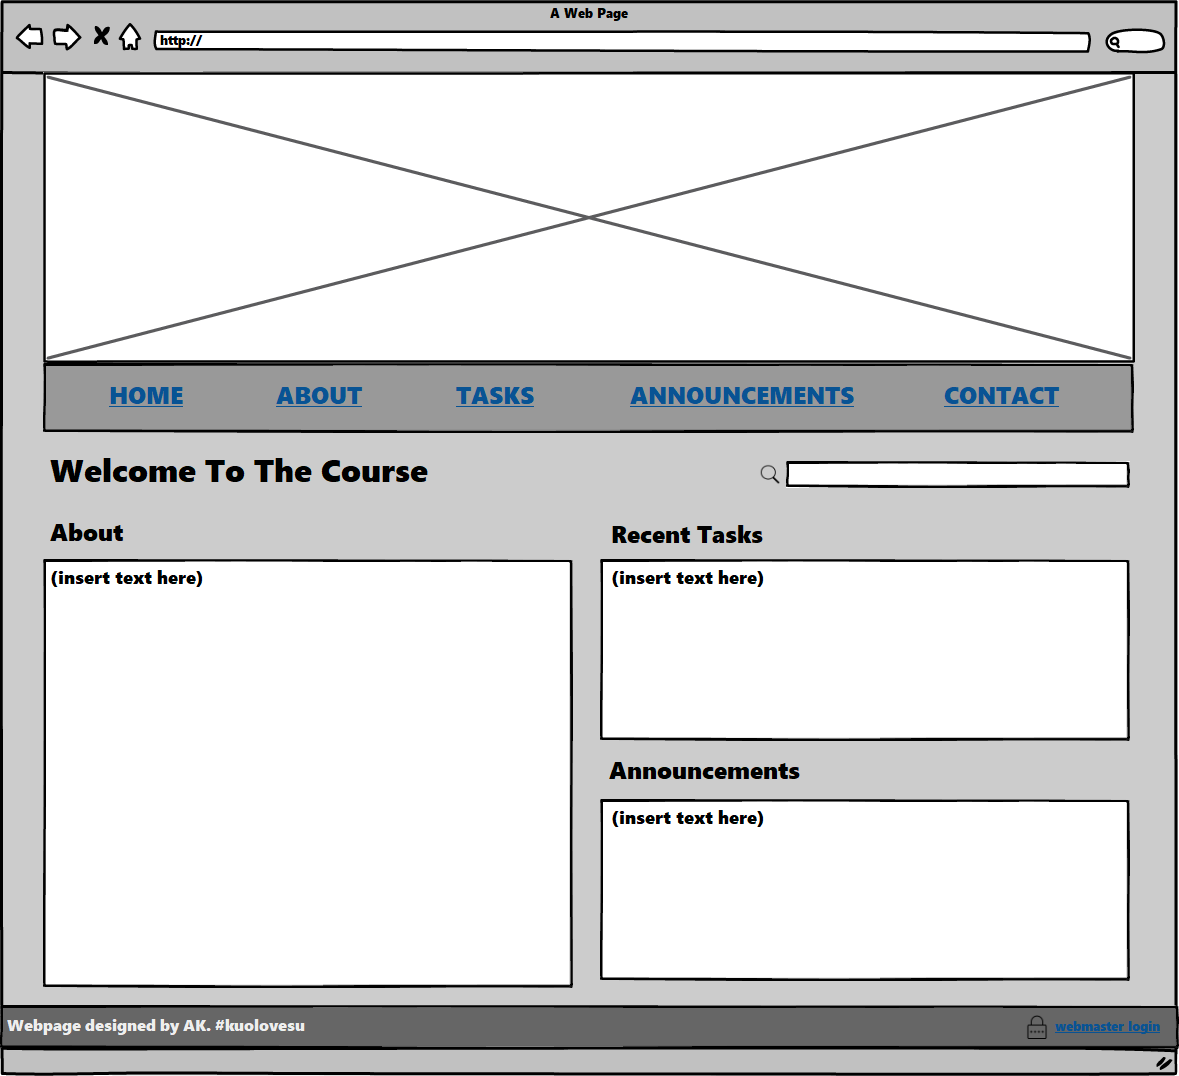 A Web Page
http://
HOME ABOUT TASKS ANNOUNCEMENTS CONTACT
Welcome To The Course
About
(insert text here)
Recent Tasks
(insert text here)
Announcements
(insert text here)
Webpage designed by AK. #kuolovesu
webmaster login